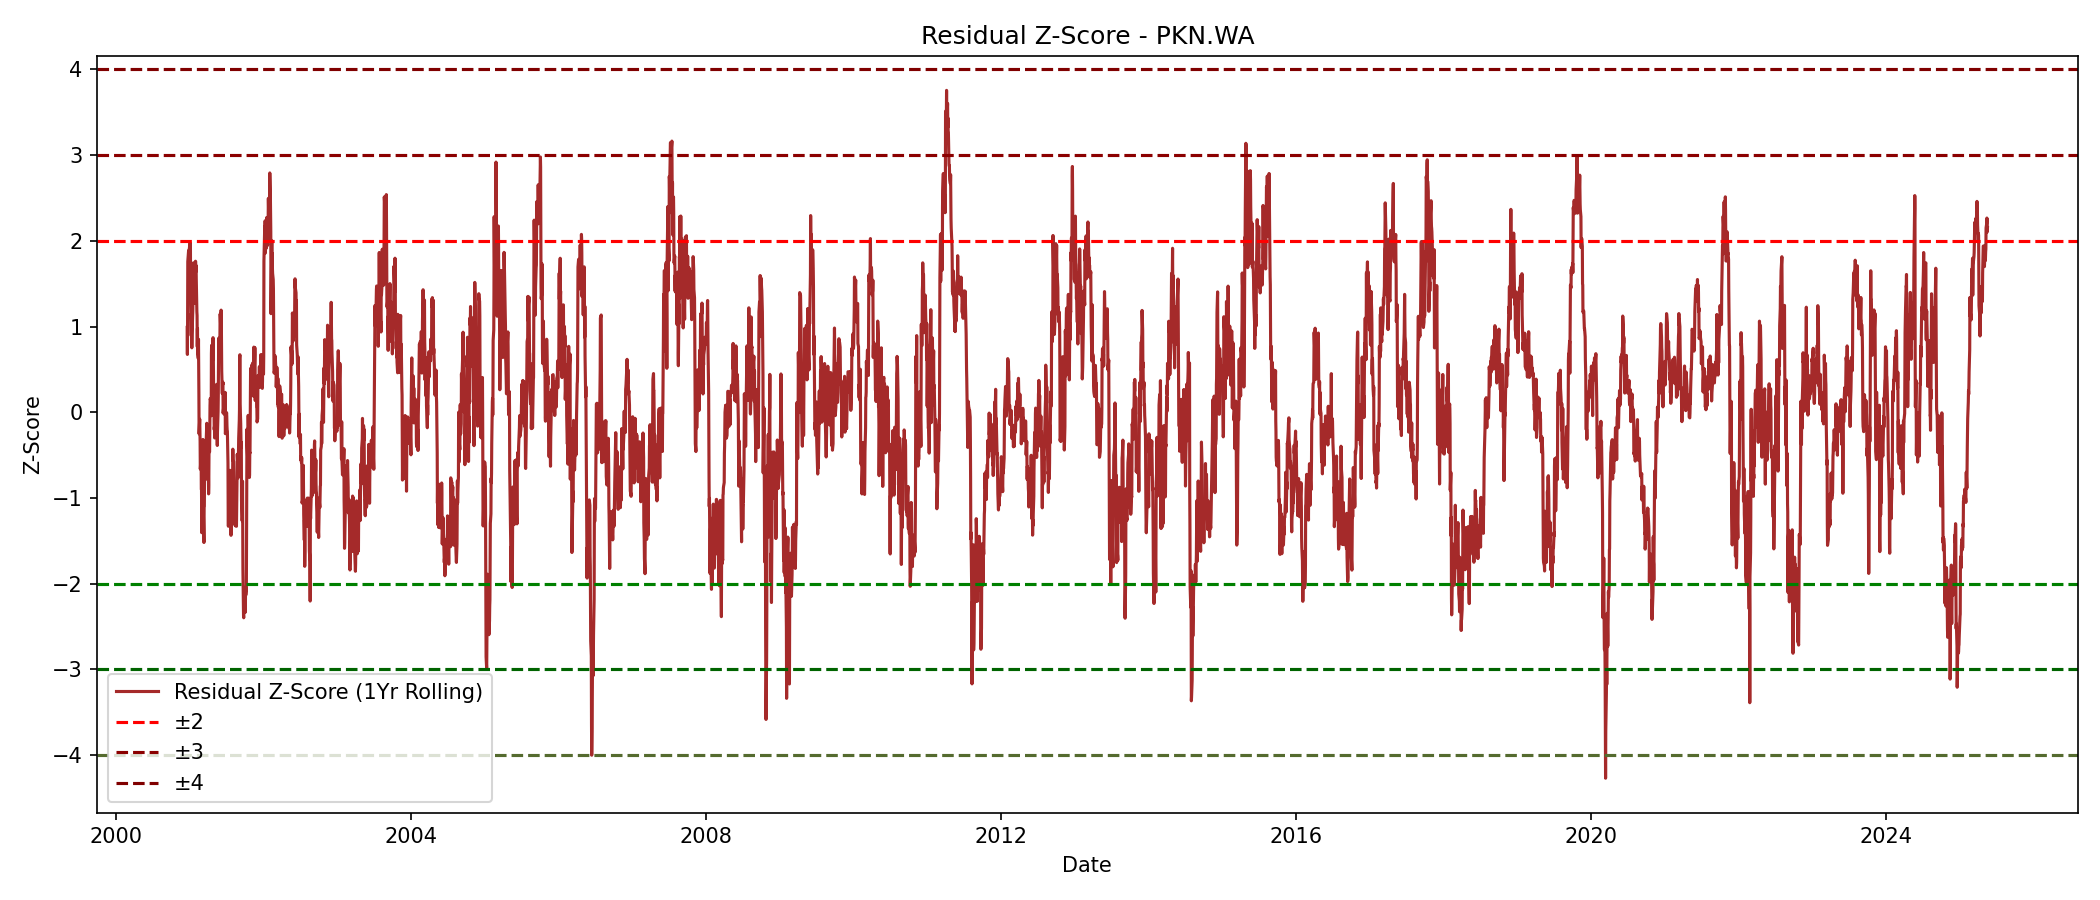 Residual Z-Score - PKN.WA
4
3
2
1
0
−1
−2
−3
−4
Z-Score
Residual Z-Score (1Yr Rolling)
±2
±3
±4
2000 2004 2008 2012 2016 2020 2024
Date